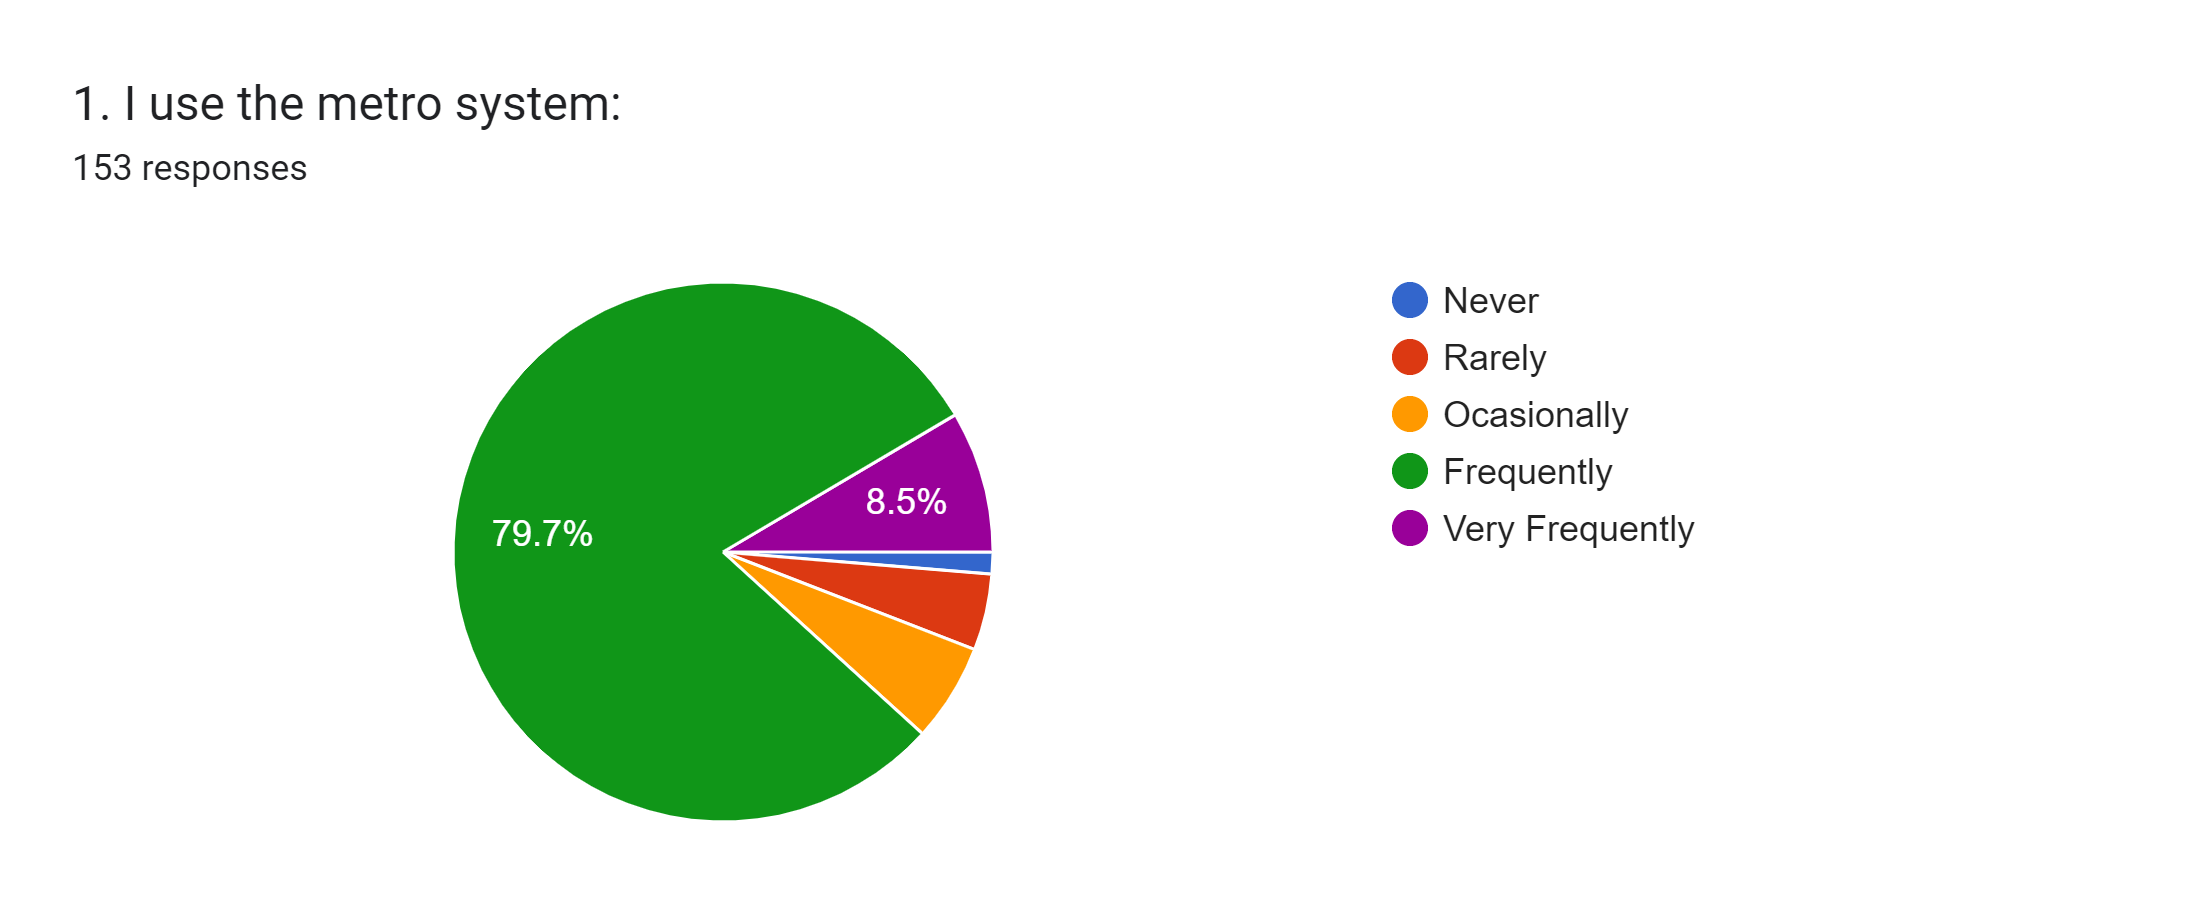 1. I use the metro system:
153 responses
79.7%
8.5%
Never
Rarely
Ocasionally
Frequently
Very Frequently